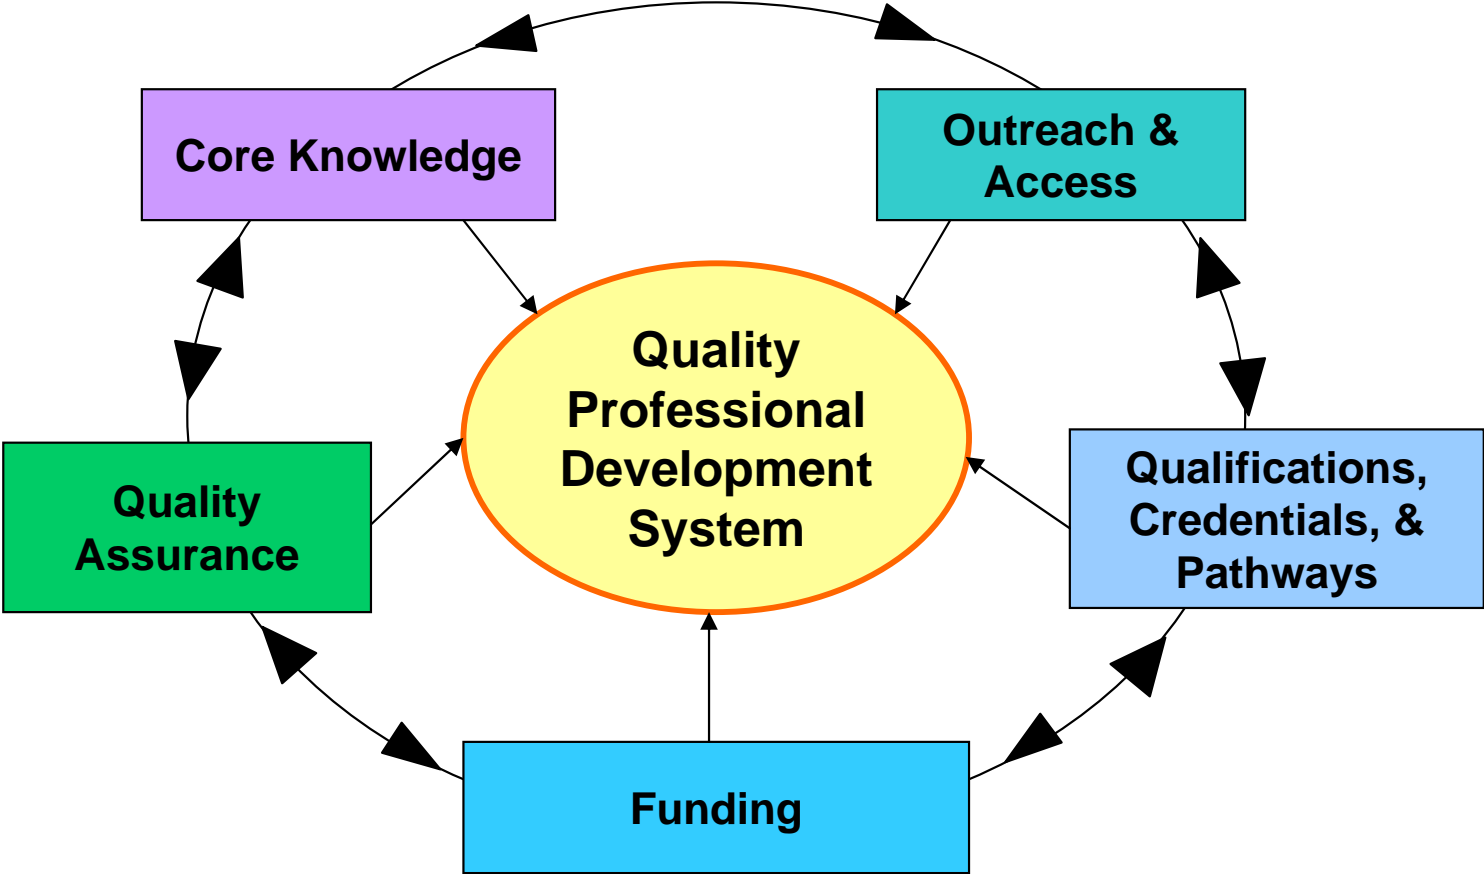 Core Knowledge
Outreach &
Access
Quality
Professional
Development
System
Quality
Assurance
Qualifications,
Credentials, &
Pathways
Funding